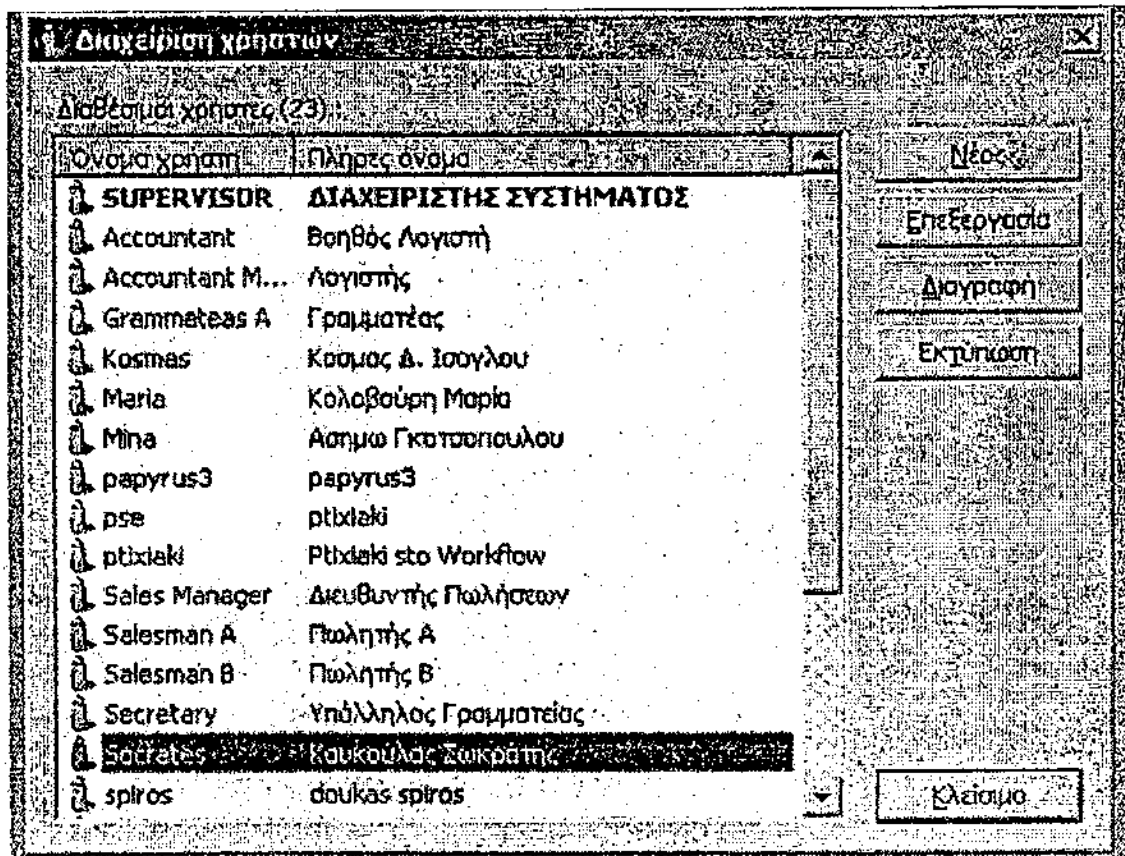 Διαχείριση χρηστών
Διαθέσιμοι χρήστες (23) :
Όνομα χρήστη Πλήρες όνομα
SUPERVISOR ΔΙΑΧΕΙΡΙΣΤΗΣ ΣΥΣΤΗΜΑΤΟΣ
Accountant Βοηθός Λογιστή
Accountant M... Λογιστής
Grammateas A Γραμματέας
Kosmas Κοσμας Δ. Ισογλου
Maria Κολαβούρη Μαρία
Mina Ασημω Γκοτσοπουλου
papyrus3 papyrus3
pse ptixiaki
ptixiaki Ptixiaki sto Workflow
Sales Manager Διευθυντής Πωλήσεων
Salesman A Πωλητής Α
Salesman B Πωλητής Β
Secretary Υπάλληλος Γραμματείας
Socrates Καυκούλας Σωκράτης
spiros doukas spiros
Νέος
Επεξεργασία
Διαγραφή
Εκτύπωση
Κλείσιμο